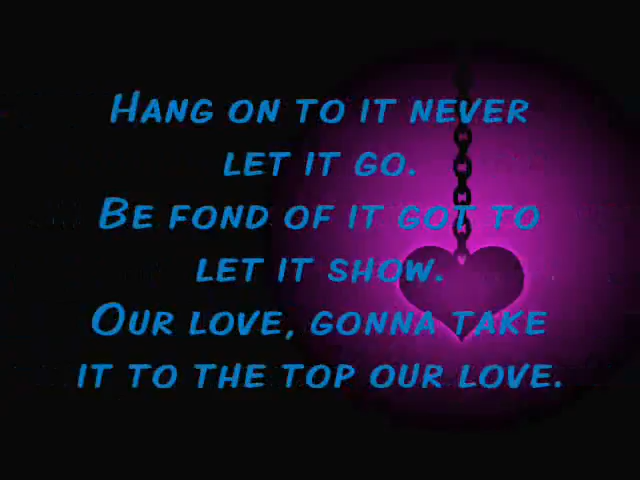 Hang on to it never
let it go.
Be fond of it got to
let it show.
Our love, gonna take
it to the top our love.